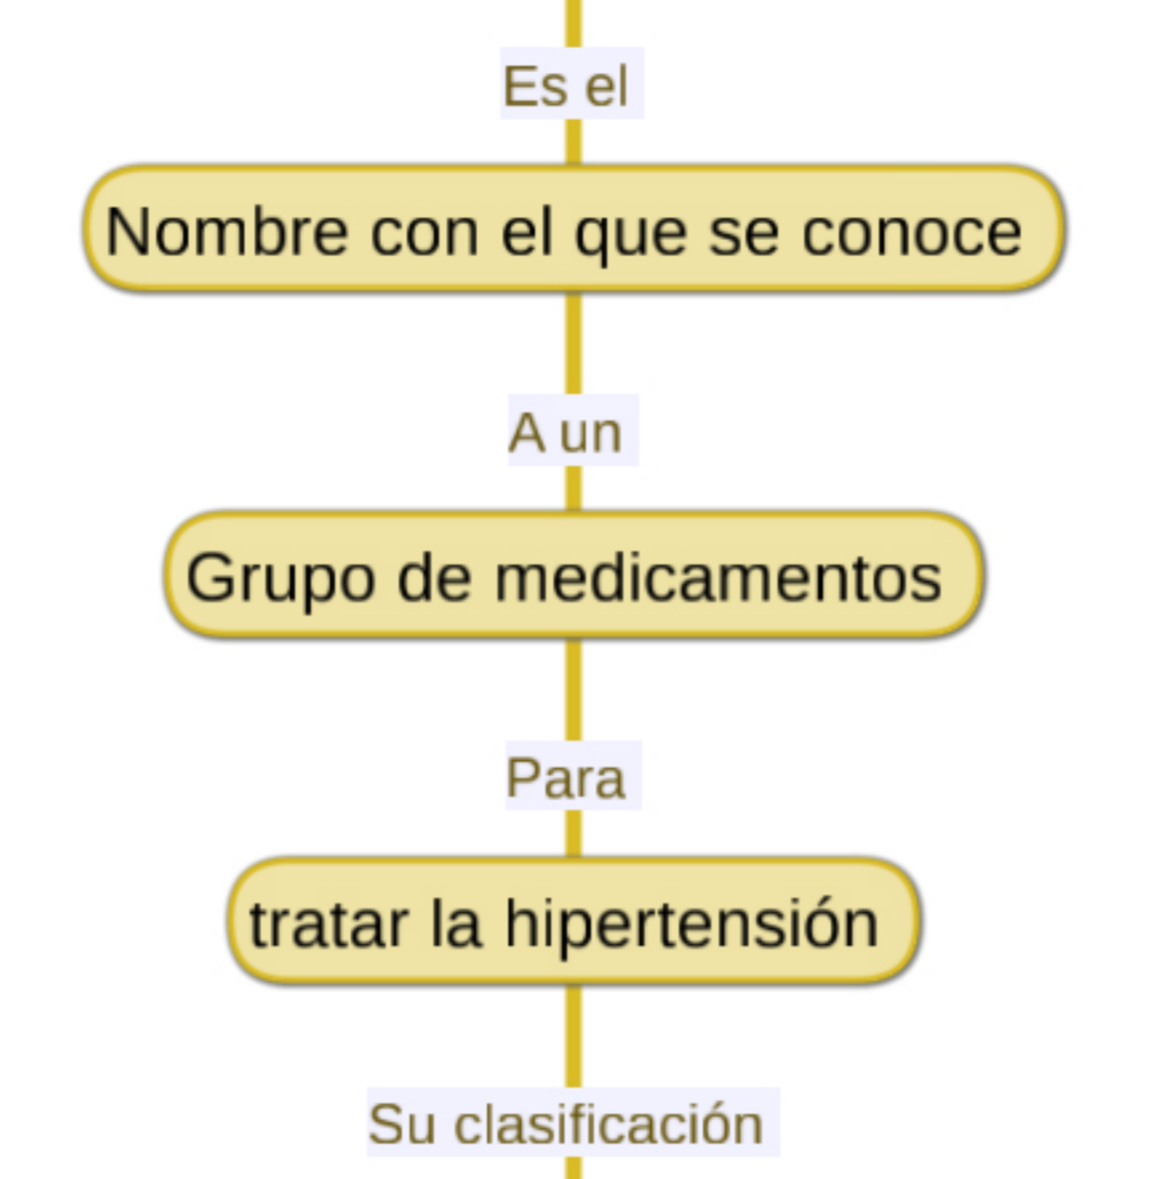 Es el
Nombre con el que se conoce
A un
Grupo de medicamentos
Para
tratar la hipertensión
Su clasificación